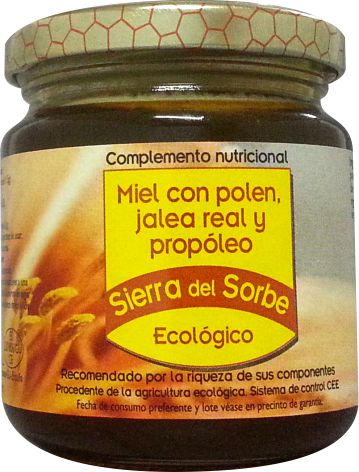 Complemento nutricional
Miel con polen,
jalea real y
propóleo
Sierra del Sorbe
Ecológico
Recomendado por la riqueza de sus componentes
Procedente de la agricultura ecológica. Sistema de control CEE
Fecha de consumo preferente y lote véase en precinto de garantía.